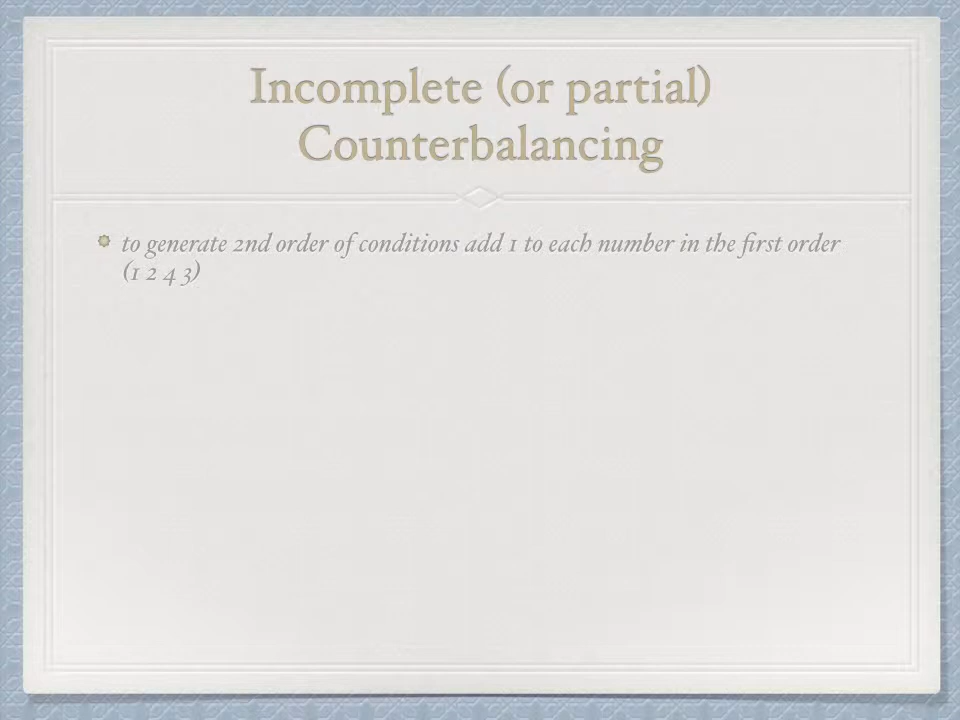 Incomplete (or partial)
Counterbalancing
to generate 2nd order of conditions add 1 to each number in the first order
(1 2 4 3)